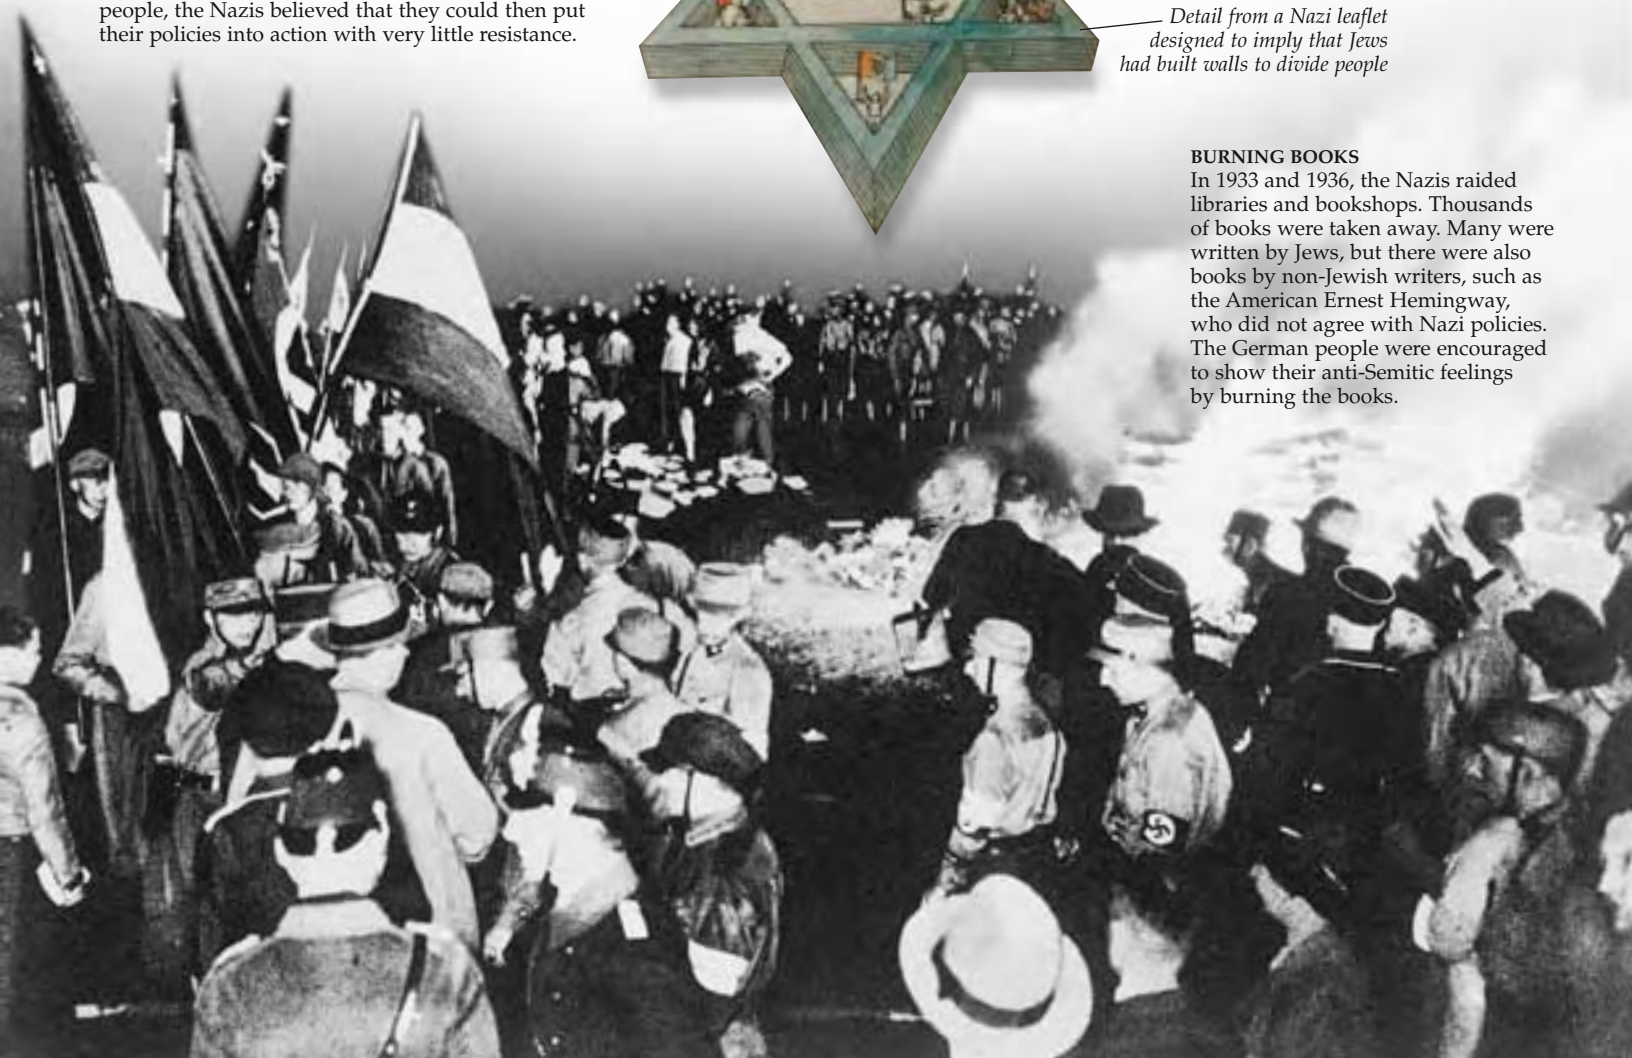 people, the Nazis believed that they could then put
their policies into action with very little resistance.
Detail from a Nazi leaflet
designed to imply that Jews
had built walls to divide people
BURNING BOOKS
In 1933 and 1936, the Nazis raided
libraries and bookshops. Thousands
of books were taken away. Many were
written by Jews, but there were also
books by non-Jewish writers, such as
the American Ernest Hemingway,
who did not agree with Nazi policies.
The German people were encouraged
to show their anti-Semitic feelings
by burning the books.